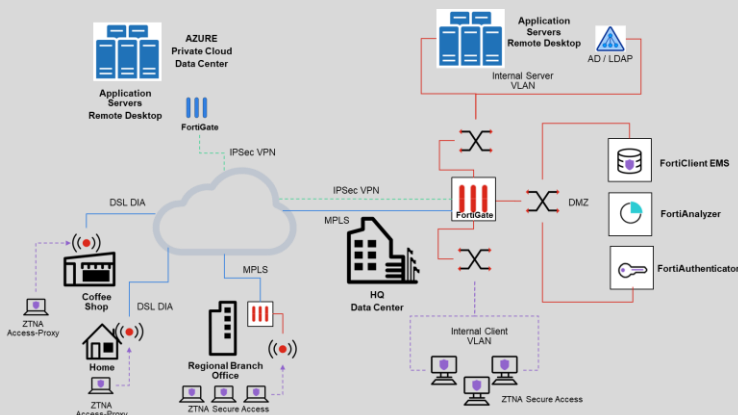 AZURE
Private Cloud
Data Center
Application
Servers
Remote Desktop
FortiGate
IPSec VPN
Application
Servers
Remote Desktop
AD / LDAP
Internal Server
VLAN
DSL DIA
IPSec VPN
MPLS
FortiGate
DMZ
FortiClient EMS
FortiAnalyzer
FortiAuthenticator
Coffee
Shop
ZTNA
Access-Proxy
DSL DIA
MPLS
HQ
Data Center
Home
ZTNA
Access-Proxy
Regional Branch
Office
ZTNA Secure Access
Internal Client
VLAN
ZTNA Secure Access